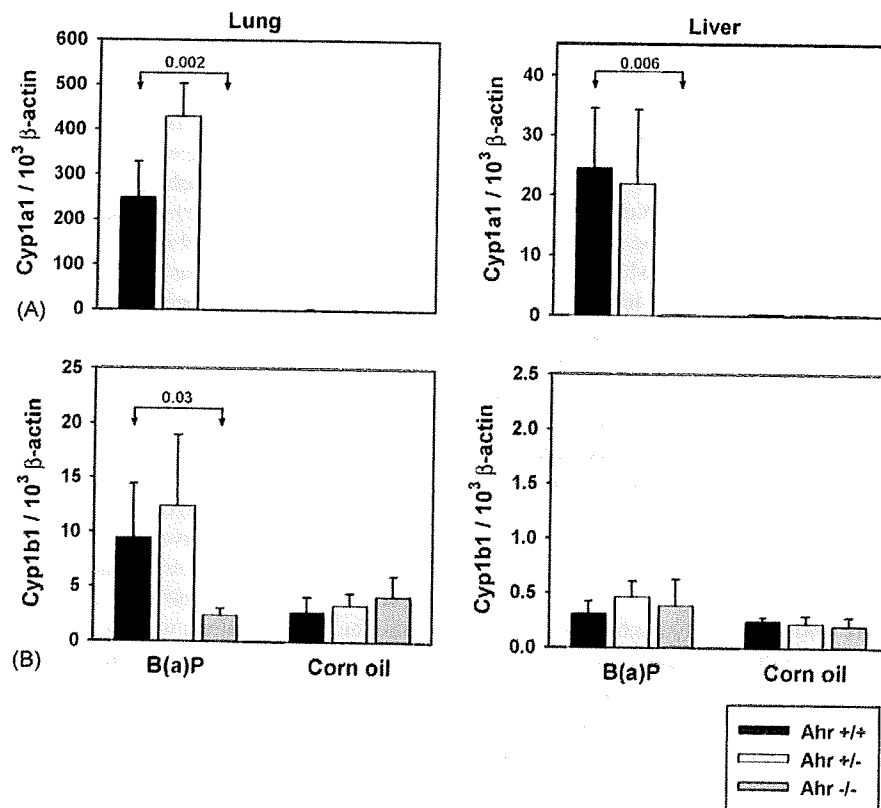 Lung
Liver
Cyp1a1 / 10³ β-actin
600
500
400
300
200
100
0
0.002
(A)
Cyp1a1 / 10³ β-actin
40
30
20
10
0
0.006
Cyp1b1 / 10³ β-actin
25
20
15
10
5
0
0.03
(B)
B(a)P
Corn oil
Cyp1b1 / 10³ β-actin
2.5
2.0
1.5
1.0
0.5
0.0
B(a)P
Corn oil
Ahr +/+
Ahr +/-
Ahr -/-